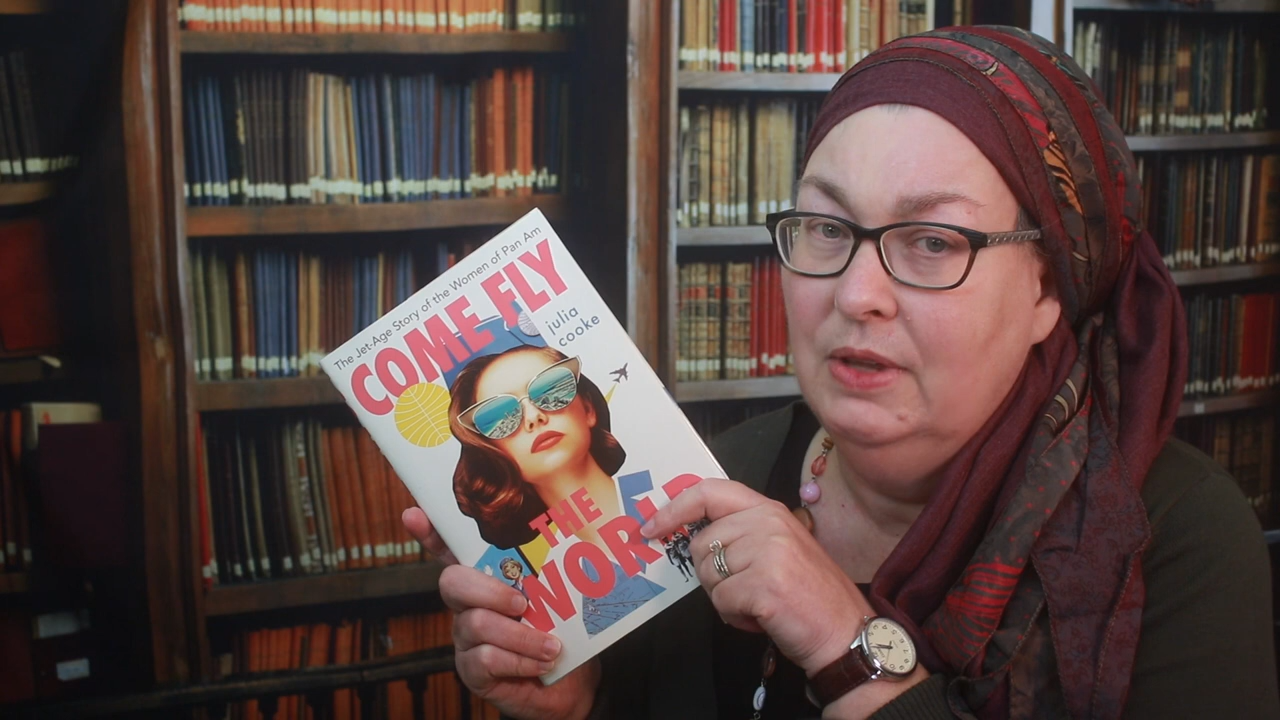 The Jet-Age Story of the Women of Pan Am
COME FLY
julia
cooke
THE
WORLD